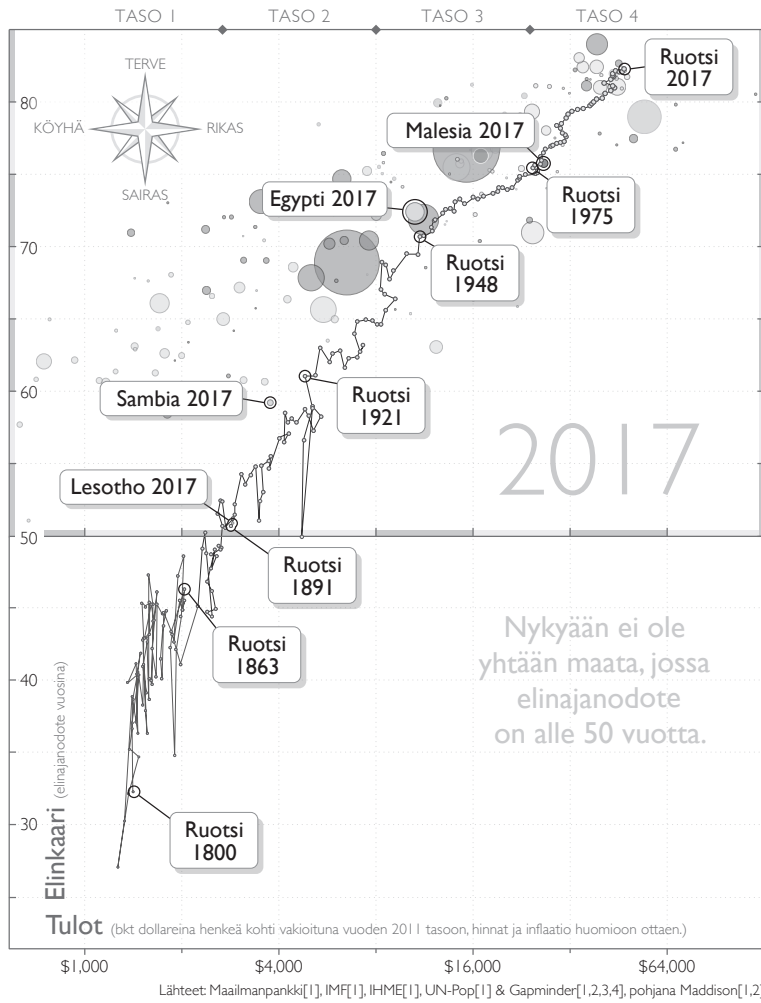 TASO 1 TASO 2 TASO 3 TASO 4
TERVE
KÖYHÄ RIKAS
SAIRAS
Ruotsi
2017
Malesia 2017
Egypti 2017
Ruotsi
1975
Ruotsi
1948
Sambia 2017
Ruotsi
1921
2017
Lesotho 2017
Ruotsi
1891
Ruotsi
1863
Nykyään ei ole
yhtään maata, jossa
elinajanodote
on alle 50 vuotta.
Ruotsi
1800
80
70
60
50
40
30
Elinkaari (elinajanodote vuosina)
Tulot (bkt dollareina henkeä kohti vakioituna vuoden 2011 tasoon, hinnat ja inflaatio huomioon ottaen.)
$1,000 $4,000 $16,000 $64,000
Lähteet: Maailmanpankki[1], IMF[1], IHME[1], UN-Pop[1] & Gapminder[1,2,3,4], pohjana Maddison[1,2]